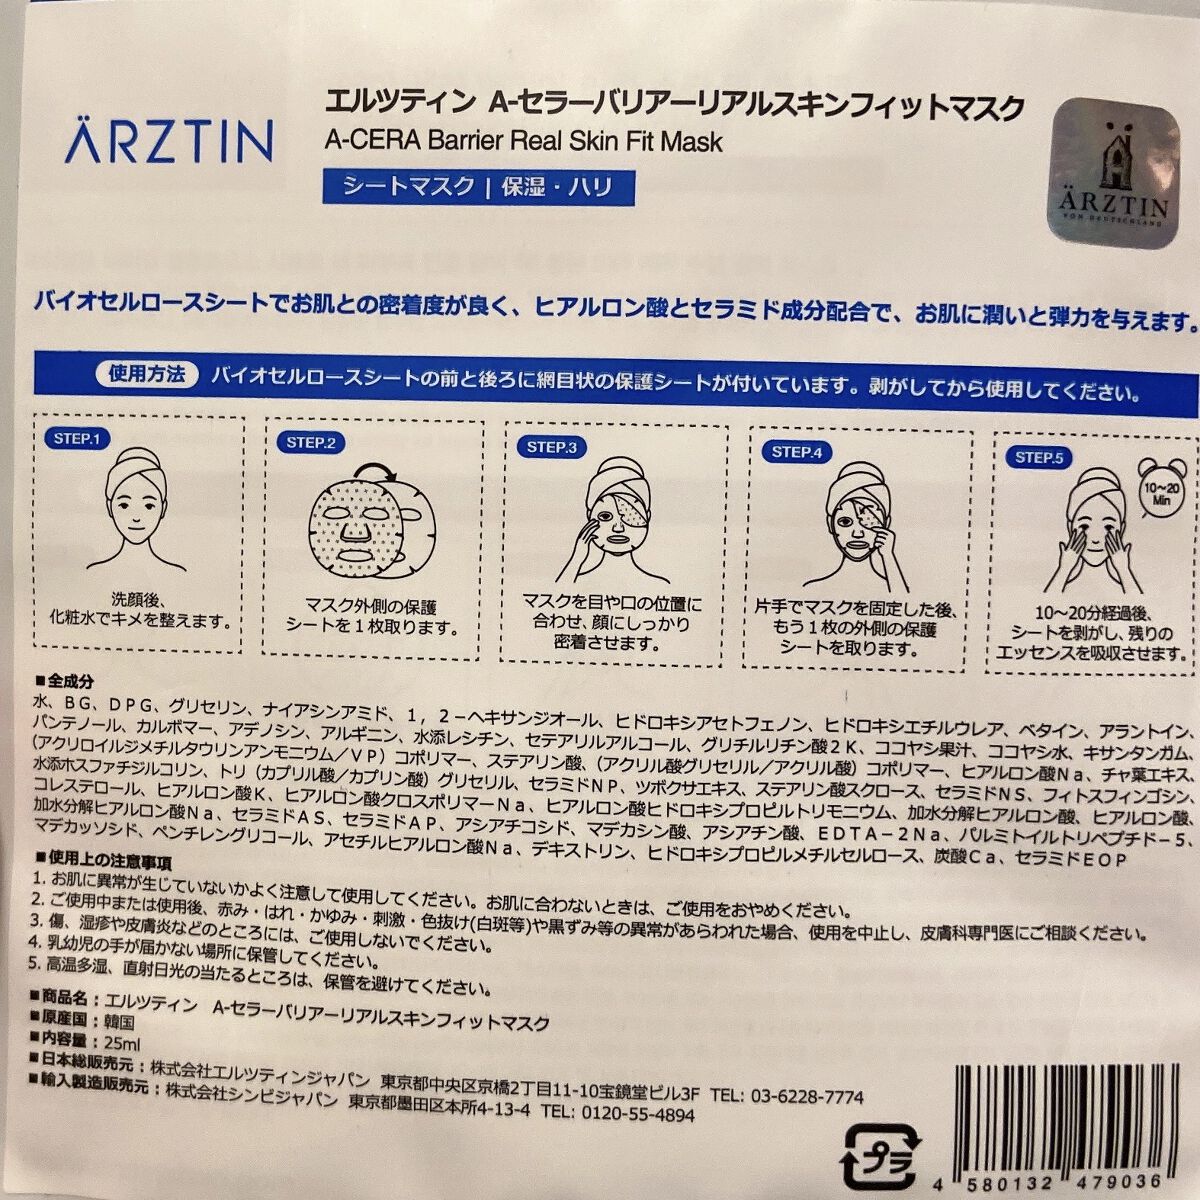 ÄRZTIN
エルツティン A-セラーバリアーリアルスキンフィットマスク
A-CERA Barrier Real Skin Fit Mask
シートマスク | 保湿・ハリ
ÄRZTIN
VON DEUTSCHLAND
バイオセルロースシートでお肌との密着度が良く、ヒアルロン酸とセラミド成分配合で、お肌に潤いと弾力を与えます。
使用方法 バイオセルロースシートの前と後ろに網目状の保護シートが付いています。剥がしてから使用してください。
STEP.1
洗顔後、
化粧水でキメを整えます。
STEP.2
マスク外側の保護
シートを1枚取ります。
STEP.3
マスクを目や口の位置に
合わせ、顔にしっかり
密着させます。
STEP.4
片手でマスクを固定した後、
もう1枚の外側の保護
シートを取ります。
STEP.5
10〜20
Min
10〜20分経過後、
シートを剥がし、残りの
エッセンスを吸収させます。
■全成分
水、BG、DPG、グリセリン、ナイアシンアミド、1，2－ヘキサンジオール、ヒドロキシアセトフェノン、ヒドロキシエチルウレア、ベタイン、アラントイン、
パンテノール、カルボマー、アデノシン、アルギニン、水添レシチン、セテアリルアルコール、グリチルリチン酸2K、ココヤシ果汁、ココヤシ水、キサンタンガム、
（アクリロイルジメチルタウリンアンモニウム／VP）コポリマー、ステアリン酸、（アクリル酸グリセリル／アクリル酸）コポリマー、ヒアルロン酸Na、チャ葉エキス、
水添ホスファチジルコリン、トリ（カプリル酸／カプリン酸）グリセリル、セラミドNP、ツボクサエキス、ステアリン酸スクロース、セラミドNS、フィトスフィンゴシン、
コレステロール、ヒアルロン酸K、ヒアルロン酸クロスポリマーNa、ヒアルロン酸ヒドロキシプロピルトリモニウム、加水分解ヒアルロン酸、ヒアルロン酸、
加水分解ヒアルロン酸Na、セラミドAS、セラミドAP、アシアチコシド、マデカシン酸、アシアチン酸、EDTA－2Na、パルミトイルトリペプチド－5、
マデカッソシド、ペンチレングリコール、アセチルヒアルロン酸Na、デキストリン、ヒドロキシプロピルメチルセルロース、炭酸Ca、セラミドEOP
■使用上の注意事項
1. お肌に異常が生じていないかよく注意して使用してください。お肌に合わないときは、ご使用をおやめください。
2. ご使用中または使用後、赤み・はれ・かゆみ・刺激・色抜け(白斑等)や黒ずみ等の異常があらわれた場合、使用を中止し、皮膚科専門医にご相談ください。
3. 傷、湿疹や皮膚炎などのところには、ご使用しないでください。
4. 乳幼児の手が届かない場所に保管してください。
5. 高温多湿、直射日光の当たるところは、保管を避けてください。
■商品名：エルツティン A-セラーバリアーリアルスキンフィットマスク
■原産国：韓国
■内容量：25ml
■日本総販売元：株式会社エルツティンジャパン 東京都中央区京橋2丁目11-10宝鏡堂ビル3F TEL: 03-6228-7774
■輸入製造販売元：株式会社シンビジャパン 東京都墨田区本所4-13-4 TEL: 0120-55-4894
プラ
4 580132 479036